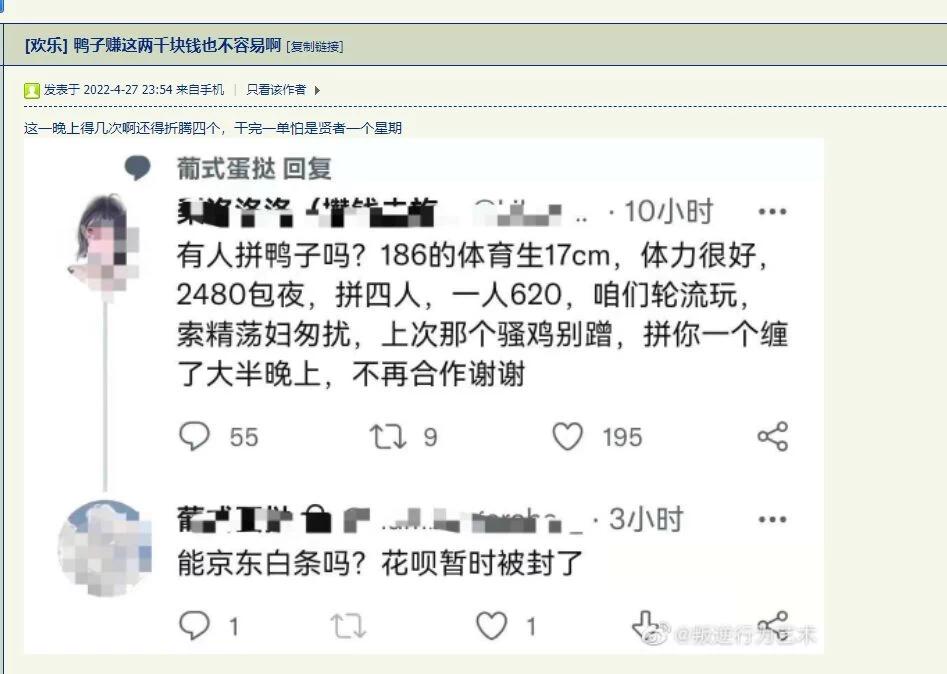 [欢乐] 鸭子赚这两千块钱也不容易啊 [复制链接]
发表于 2022-4-27 23:54 来自手机 | 只看该作者
这一晚上得几次啊还得折腾四个，干完一单怕是贤者一个星期
葡式蛋挞 回复
· 10小时
有人拼鸭子吗？186的体育生17cm，体力很好，
2480包夜，拼四人，一人620，咱们轮流玩，
索精荡妇匆扰，上次那个骚鸡别蹭，拼你一个缠
了大半晚上，不再合作谢谢
55 9 195
· 3小时
能京东白条吗？花呗暂时被封了
1 1
@叛逆行为艺术